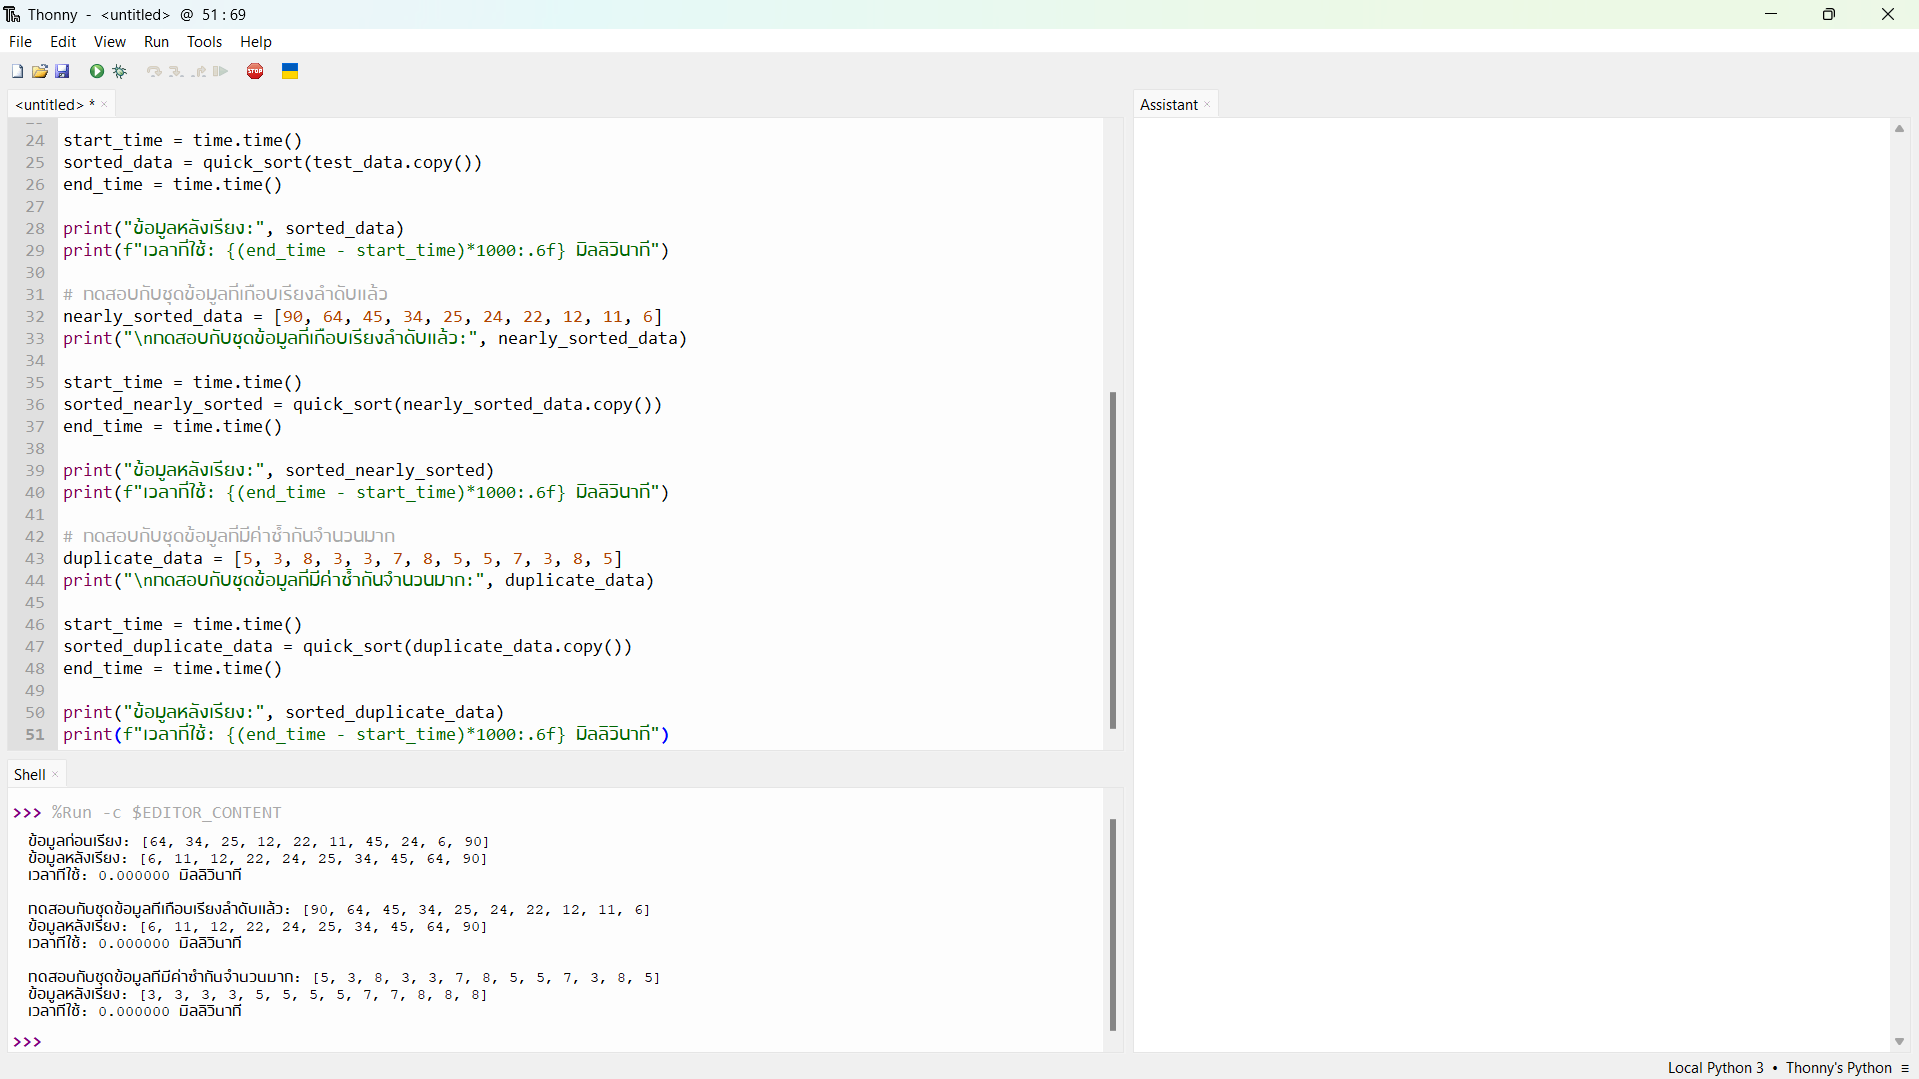 Thonny - <untitled> @ 51 : 69
File Edit View Run Tools Help
<untitled> *
24 start_time = time.time()
25 sorted_data = quick_sort(test_data.copy())
26 end_time = time.time()
27
28 print("ข้อมูลหลังเรียง:", sorted_data)
29 print(f"เวลาที่ใช้: {(end_time - start_time)*1000:.6f} มิลลิวินาที")
30
31 # ทดสอบกับชุดข้อมูลที่เกือบเรียงลำดับแล้ว
32 nearly_sorted_data = [90, 64, 45, 34, 25, 24, 22, 12, 11, 6]
33 print("\nทดสอบกับชุดข้อมูลที่เกือบเรียงลำดับแล้ว:", nearly_sorted_data)
34
35 start_time = time.time()
36 sorted_nearly_sorted = quick_sort(nearly_sorted_data.copy())
37 end_time = time.time()
38
39 print("ข้อมูลหลังเรียง:", sorted_nearly_sorted)
40 print(f"เวลาที่ใช้: {(end_time - start_time)*1000:.6f} มิลลิวินาที")
41
42 # ทดสอบกับชุดข้อมูลที่มีค่าซ้ำกันจำนวนมาก
43 duplicate_data = [5, 3, 8, 3, 3, 7, 8, 5, 5, 7, 3, 8, 5]
44 print("\nทดสอบกับชุดข้อมูลที่มีค่าซ้ำกันจำนวนมาก:", duplicate_data)
45
46 start_time = time.time()
47 sorted_duplicate_data = quick_sort(duplicate_data.copy())
48 end_time = time.time()
49
50 print("ข้อมูลหลังเรียง:", sorted_duplicate_data)
51 print(f"เวลาที่ใช้: {(end_time - start_time)*1000:.6f} มิลลิวินาที")
Shell
>>> %Run -c $EDITOR_CONTENT
ข้อมูลก่อนเรียง: [64, 34, 25, 12, 22, 11, 45, 24, 6, 90]
ข้อมูลหลังเรียง: [6, 11, 12, 22, 24, 25, 34, 45, 64, 90]
เวลาที่ใช้: 0.000000 มิลลิวินาที
ทดสอบกับชุดข้อมูลที่เกือบเรียงลำดับแล้ว: [90, 64, 45, 34, 25, 24, 22, 12, 11, 6]
ข้อมูลหลังเรียง: [6, 11, 12, 22, 24, 25, 34, 45, 64, 90]
เวลาที่ใช้: 0.000000 มิลลิวินาที
ทดสอบกับชุดข้อมูลที่มีค่าซ้ำกันจำนวนมาก: [5, 3, 8, 3, 3, 7, 8, 5, 5, 7, 3, 8, 5]
ข้อมูลหลังเรียง: [3, 3, 3, 3, 5, 5, 5, 5, 7, 7, 8, 8, 8]
เวลาที่ใช้: 0.000000 มิลลิวินาที
>>>
Assistant
STOP
Local Python 3 • Thonny's Python ≡